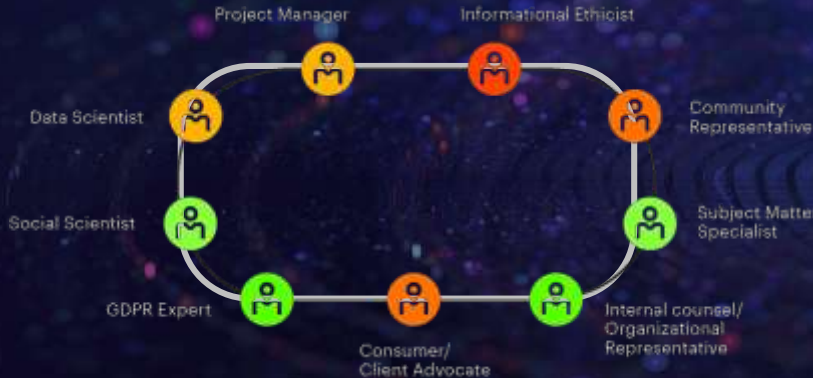 Project Manager
Informational Ethicist
Data Scientist
Community
Representative
Social Scientist
Subject Matte
Specialist
GDPR Expert
Internal counsel/
Organizational
Representative
Consumer/
Client Advocate